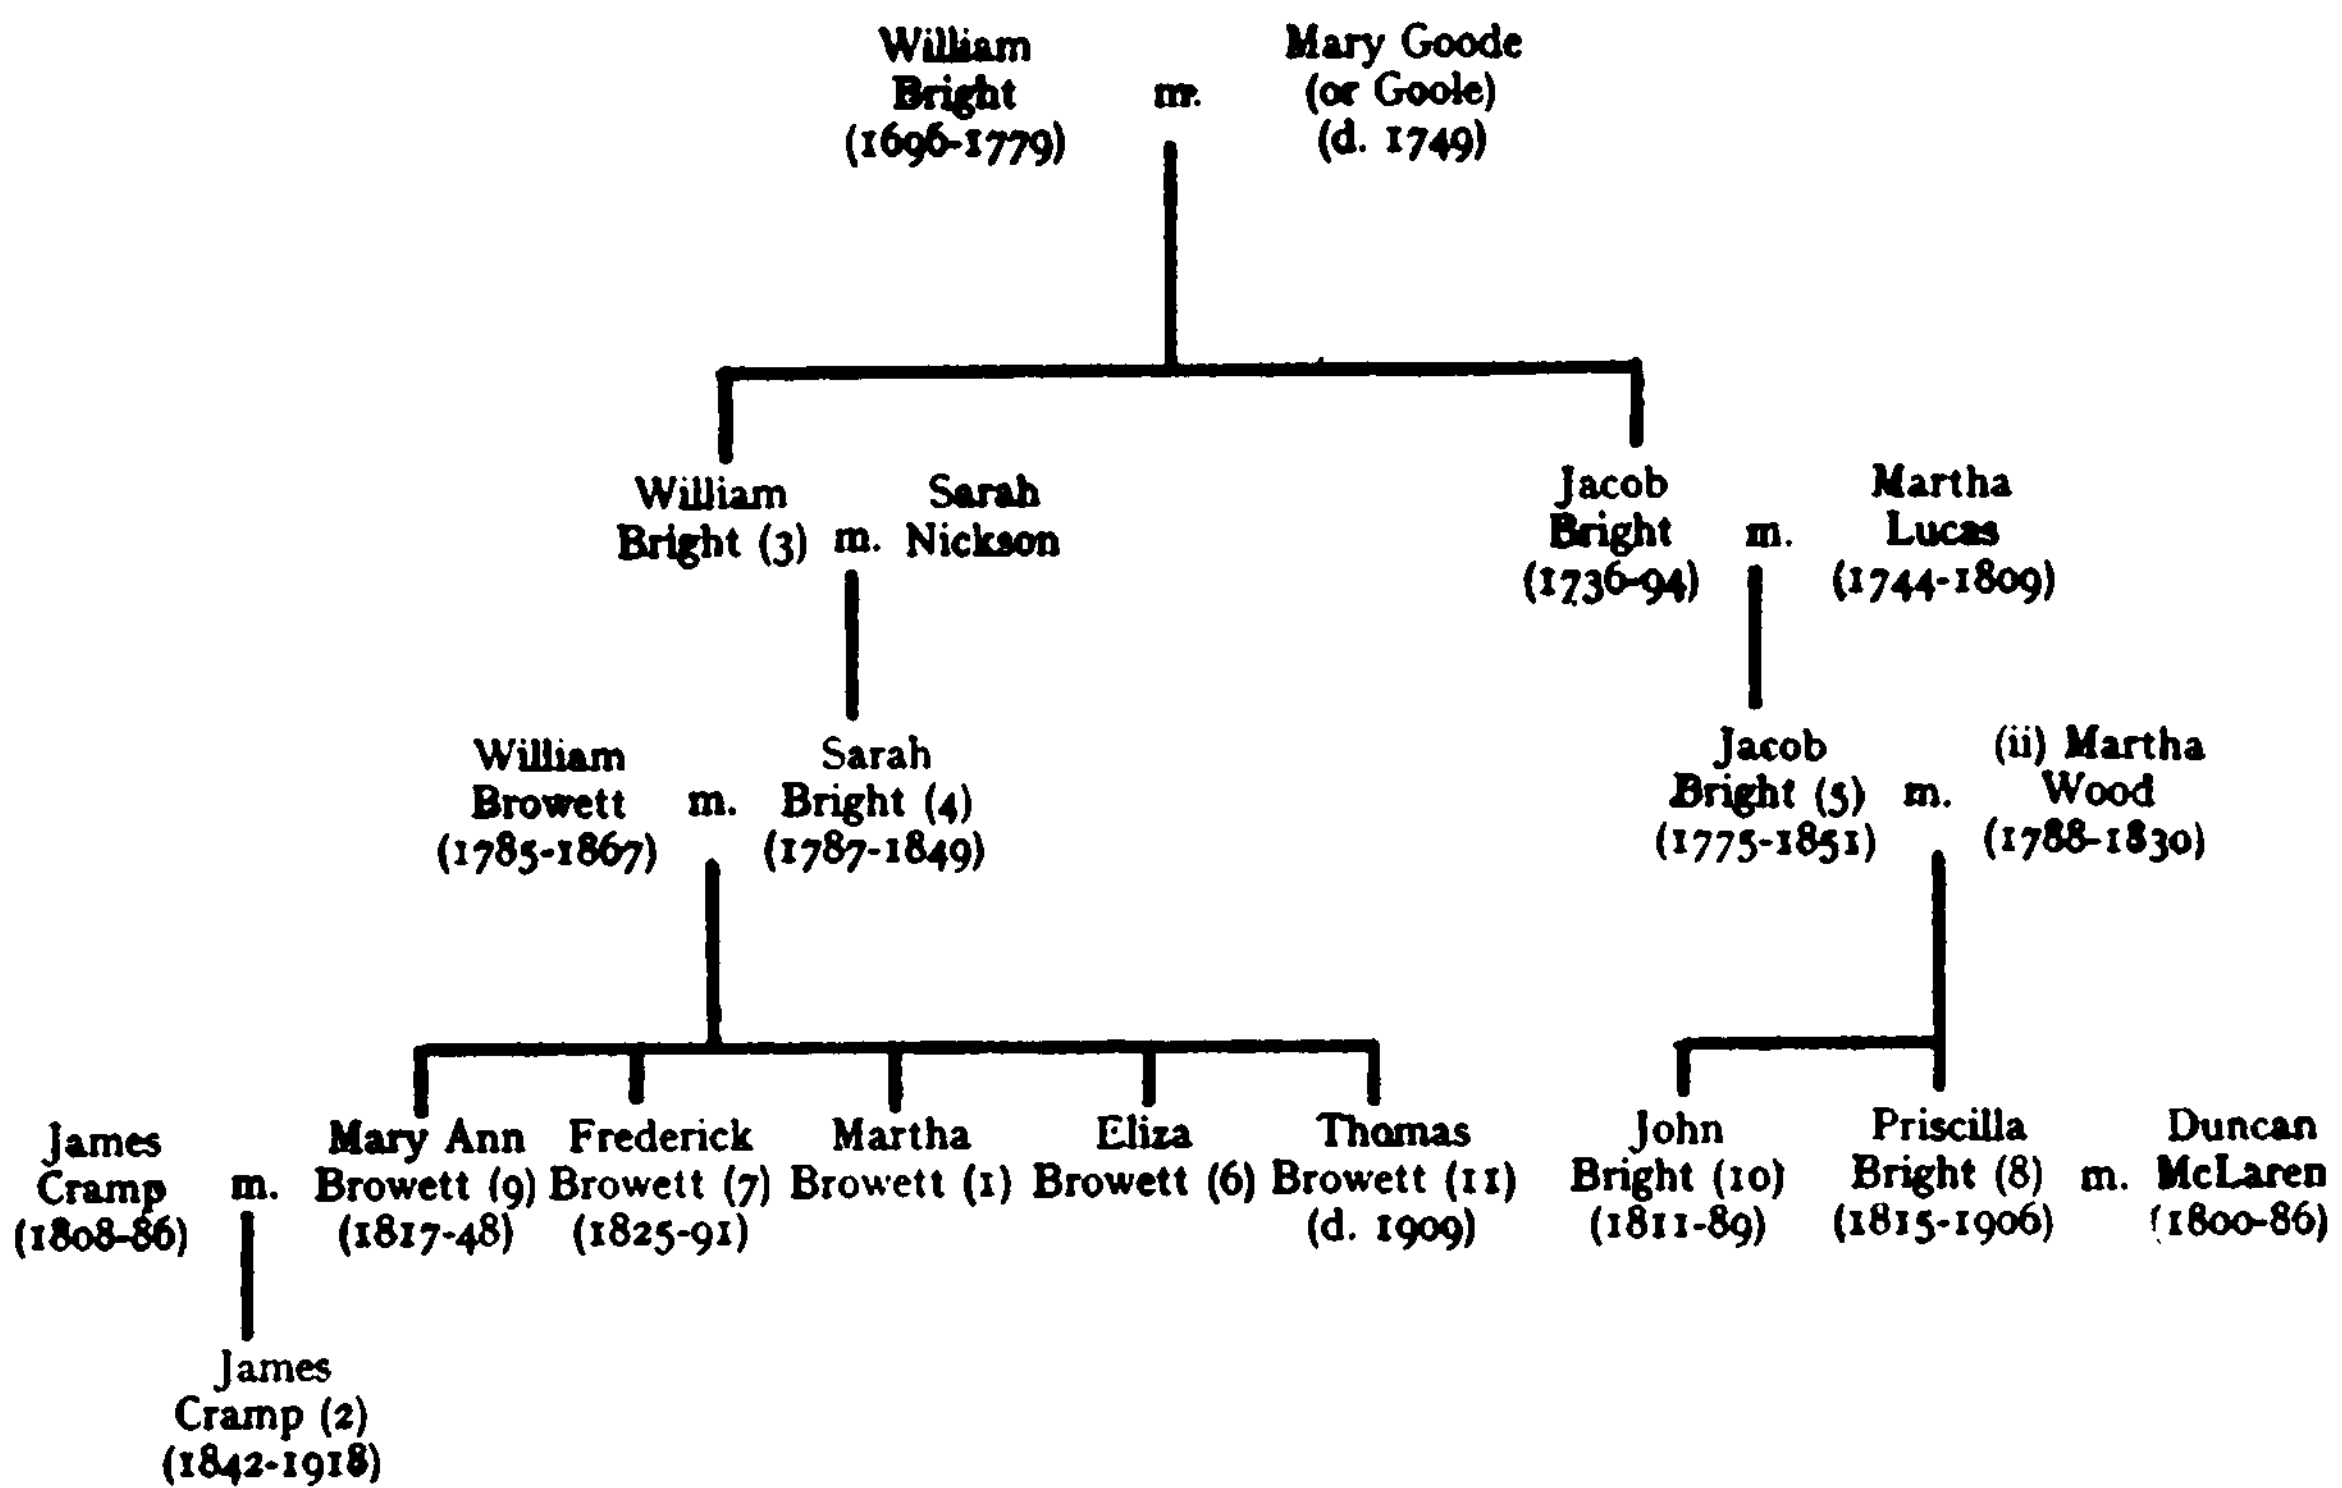 William
Bright
(1696-1779)
m.
Mary Goode
(or Goole)
(d. 1749)
William
Bright (3)
m.
Sarah
Nickson
Jacob
Bright
(1736-94)
m.
Martha
Lucas
(1744-1809)
William
Browett
(1785-1867)
m.
Sarah
Bright (4)
(1787-1849)
Jacob
Bright (5)
(1775-1851)
m.
(ii) Martha
Wood
(1788-1830)
James
Cramp
(1808-86)
m.
Mary Ann
Browett (9)
(1817-48)
Frederick
Browett (7)
(1825-91)
Martha
Browett (1)
Eliza
Browett (6)
Thomas
Browett (11)
(d. 1909)
John
Bright (10)
(1811-89)
Priscilla
Bright (8)
(1815-1906)
m.
Duncan
McLaren
(1800-86)
James
Cramp (2)
(1842-1918)